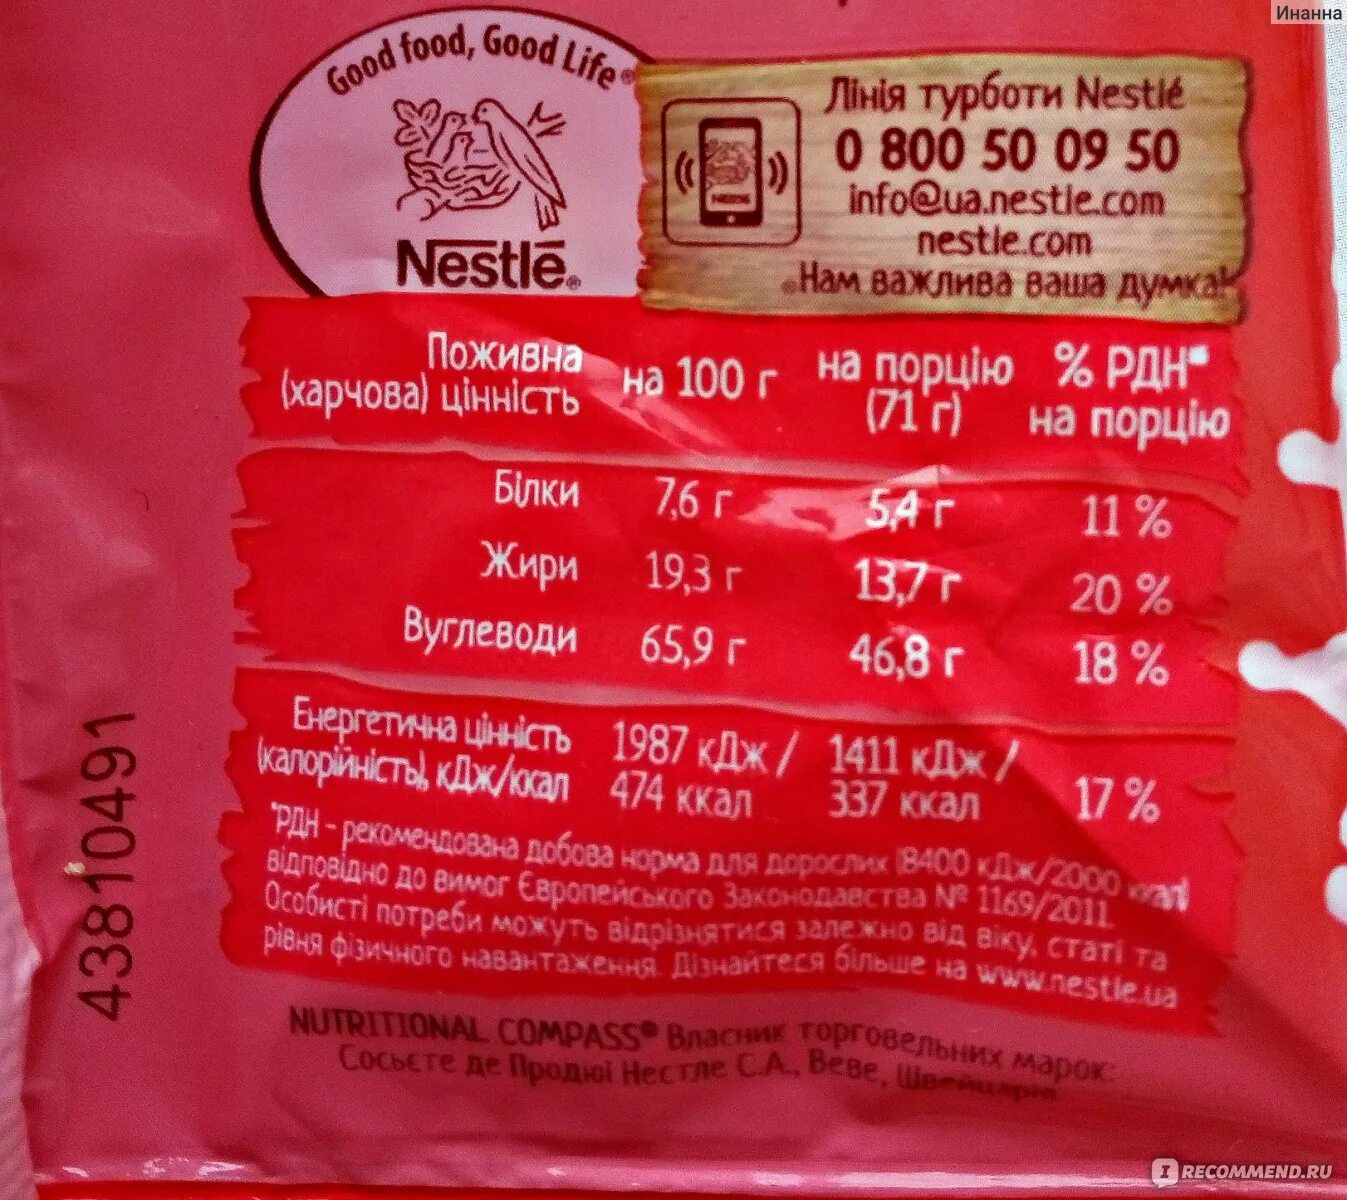 Инанна
Good food, Good Life®
Nestlé®
Лінія турботи Nestlé
0 800 50 09 50
info@ua.nestle.com
nestle.com
®Нам важлива ваша думка!
Поживна (харчова) цінність на 100 г на порцію (71 г) % РДН* на порцію
Білки 7,6 г 5,4 г 11 %
Жири 19,3 г 13,7 г 20 %
Вуглеводи 65,9 г 46,8 г 18 %
Енергетична цінність (калорійність), кДж/ккал 1987 кДж / 474 ккал 1411 кДж / 337 ккал 17 %
*РДН - рекомендована добова норма для дорослих (8400 кДж/2000 ккал)
відповідно до вимог Європейського Законодавства № 1169/2011.
Особисті потреби можуть відрізнятися залежно від віку, статі та
рівня фізичного навантаження. Дізнайтеся більше на www.nestle.ua
NUTRITIONAL COMPASS® Власник торговельних марок:
Сосьєте де Продюї Нестле С.А., Веве, Швейцарія
43810491
RECOMMEND.RU